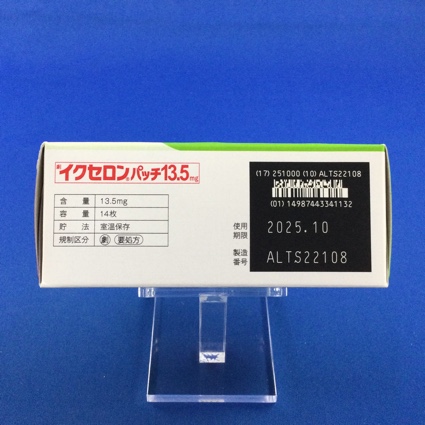 劇 イクセロンパッチ13.5mg
含 量 13.5mg
容 量 14枚
貯 法 室温保存
規制区分 劇 要処方
(17) 251000 (10) ALTS22108
(01) 14987443341132
使用期限 2025.10
製造番号 ALTS22108